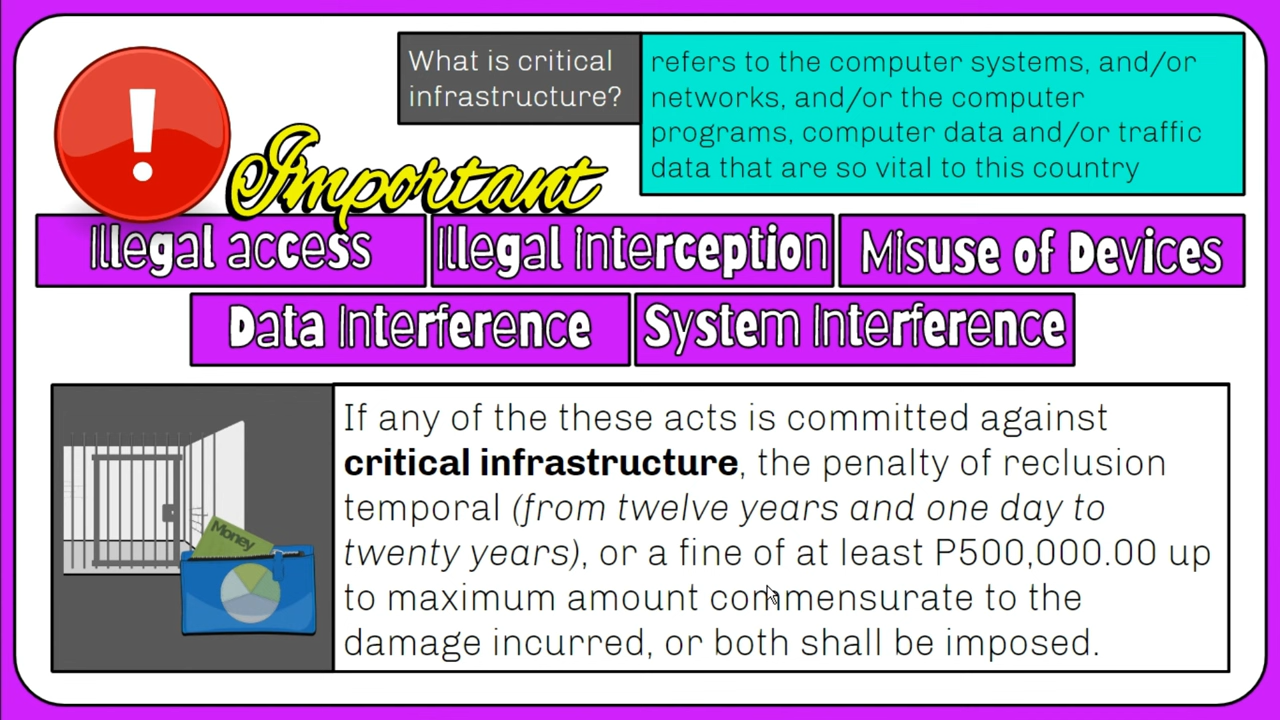 What is critical
infrastructure?
refers to the computer systems, and/or
networks, and/or the computer
programs, computer data and/or traffic
data that are so vital to this country
!
Important
Illegal access
Illegal Interception
Misuse of Devices
Data Interference
System Interference
If any of the these acts is committed against
critical infrastructure, the penalty of reclusion
temporal (from twelve years and one day to
twenty years), or a fine of at least P500,000.00 up
to maximum amount commensurate to the
damage incurred, or both shall be imposed.
Money